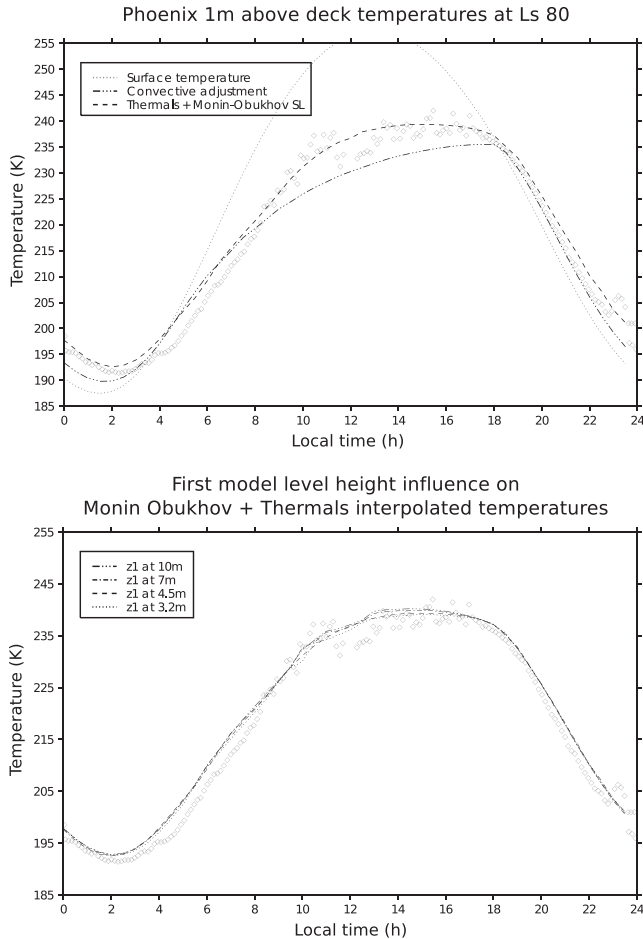 Phoenix 1m above deck temperatures at Ls 80
255
250
245
240
235
230
225
220
215
210
205
200
195
190
185
Temperature (K)
Surface temperature
Convective adjustment
Thermals + Monin-Obukhov SL
0 2 4 6 8 10 12 14 16 18 20 22 24
Local time (h)
First model level height influence on
Monin Obukhov + Thermals interpolated temperatures
255
245
235
225
215
205
195
185
Temperature (K)
z1 at 10m
z1 at 7m
z1 at 4.5m
z1 at 3.2m
0 2 4 6 8 10 12 14 16 18 20 22 24
Local time (h)